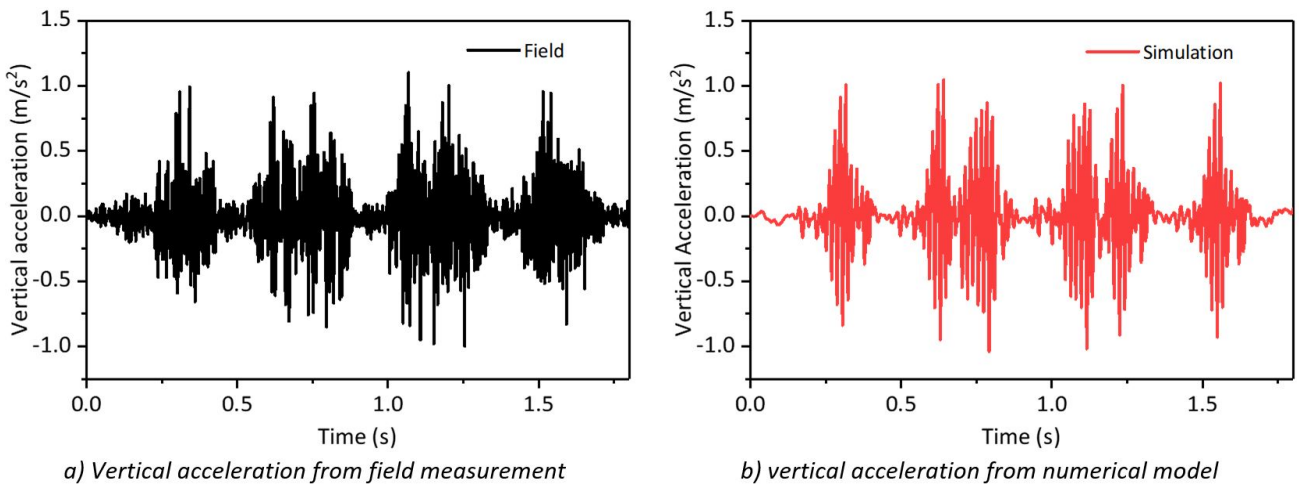 1.5
1.0
0.5
0.0
-0.5
-1.0
Vertical acceleration (m/s²)
Field
0.0 0.5 1.0 1.5
Time (s)
a) Vertical acceleration from field measurement
1.5
1.0
0.5
0.0
-0.5
-1.0
Vertical Acceleration (m/s²)
Simulation
0.0 0.5 1.0 1.5
Time (s)
b) vertical acceleration from numerical model